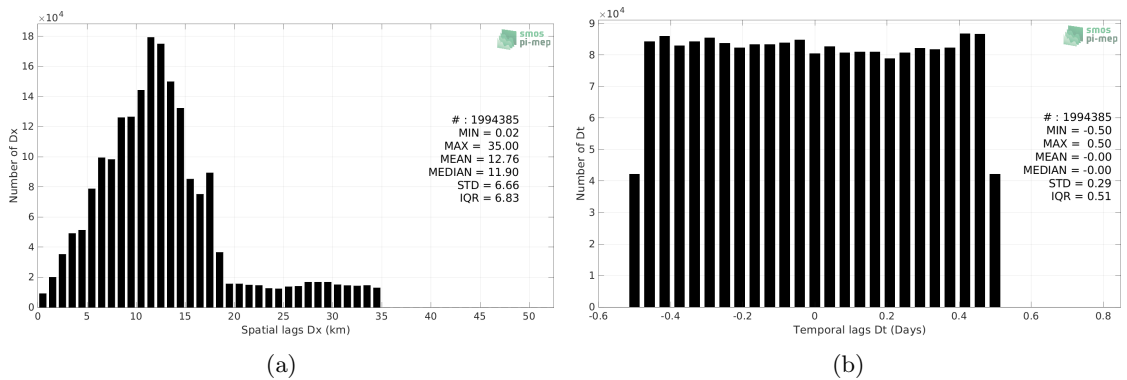 ×10⁴
18
16
14
12
10
8
6
4
2
0
Number of Dx
0 5 10 15 20 25 30 35 40 45 50
Spatial lags Dx (km)
smos
pi-mep
# : 1994385
MIN = 0.02
MAX = 35.00
MEAN = 12.76
MEDIAN = 11.90
STD = 6.66
IQR = 6.83
(a)
9 ×10⁴
8
7
6
5
4
3
2
1
0
Number of Dt
-0.6 -0.4 -0.2 0 0.2 0.4 0.6 0.8
Temporal lags Dt (Days)
smos
pi-mep
# : 1994385
MIN = -0.50
MAX = 0.50
MEAN = -0.00
MEDIAN = -0.00
STD = 0.29
IQR = 0.51
(b)